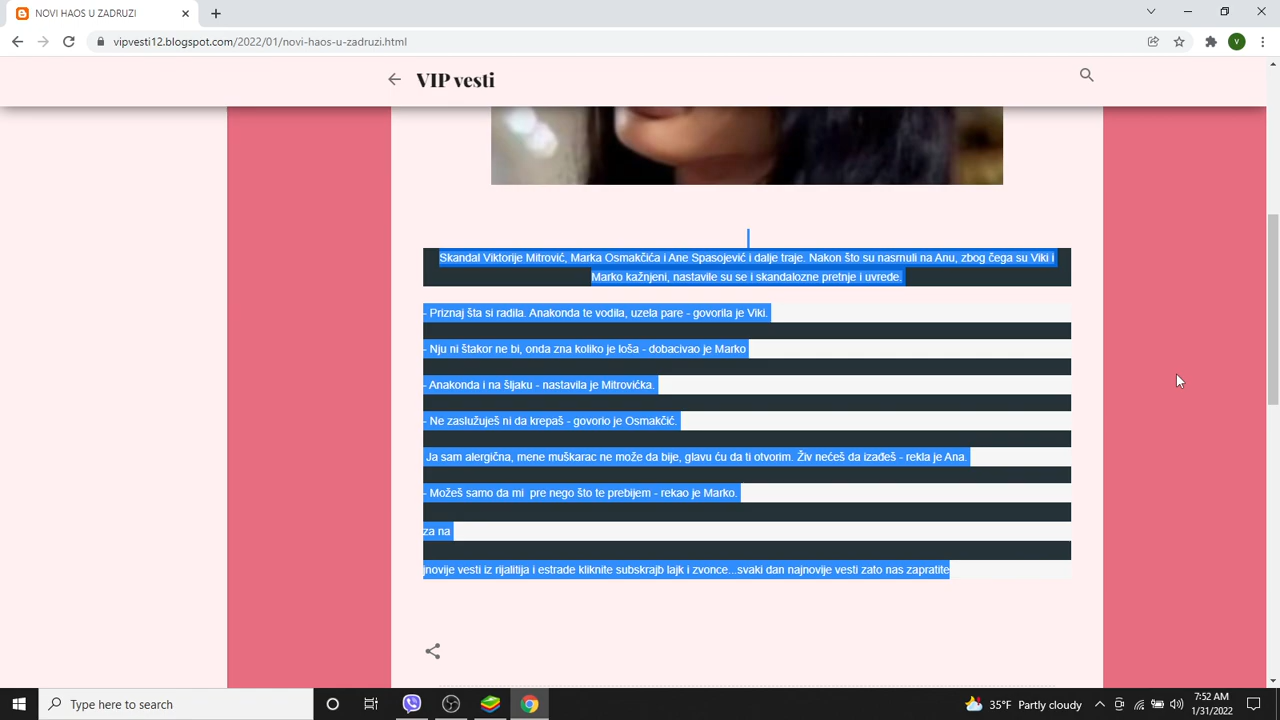 NOVI HAOS U ZADRUZI
vipvesti12.blogspot.com/2022/01/novi-haos-u-zadruzi.html
V
VIP vesti
Skandal Viktorije Mitrović, Marka Osmakčića i Ane Spasojević i dalje traje. Nakon što su nasrnuli na Anu, zbog čega su Viki i
Marko kažnjeni, nastavile su se i skandalozne pretnje i uvrede.
- Priznaj šta si radila. Anakonda te vodila, uzela pare - govorila je Viki.
- Nju ni štakor ne bi, onda zna koliko je loša - dobacivao je Marko
- Anakonda i na šljaku - nastavila je Mitrovićka.
- Ne zaslužuješ ni da krepaš - govorio je Osmakčić.
Ja sam alergična, mene muškarac ne može da bije, glavu ću da ti otvorim. Živ nećeš da izađeš - rekla je Ana.
- Možeš samo da mi pre nego što te prebijem - rekao je Marko.
za na
jnovije vesti iz rijalitija i estrade kliknite subskrajb lajk i zvonce...svaki dan najnovije vesti zato nas zapratite
Type here to search
35°F Partly cloudy
7:52 AM
1/31/2022